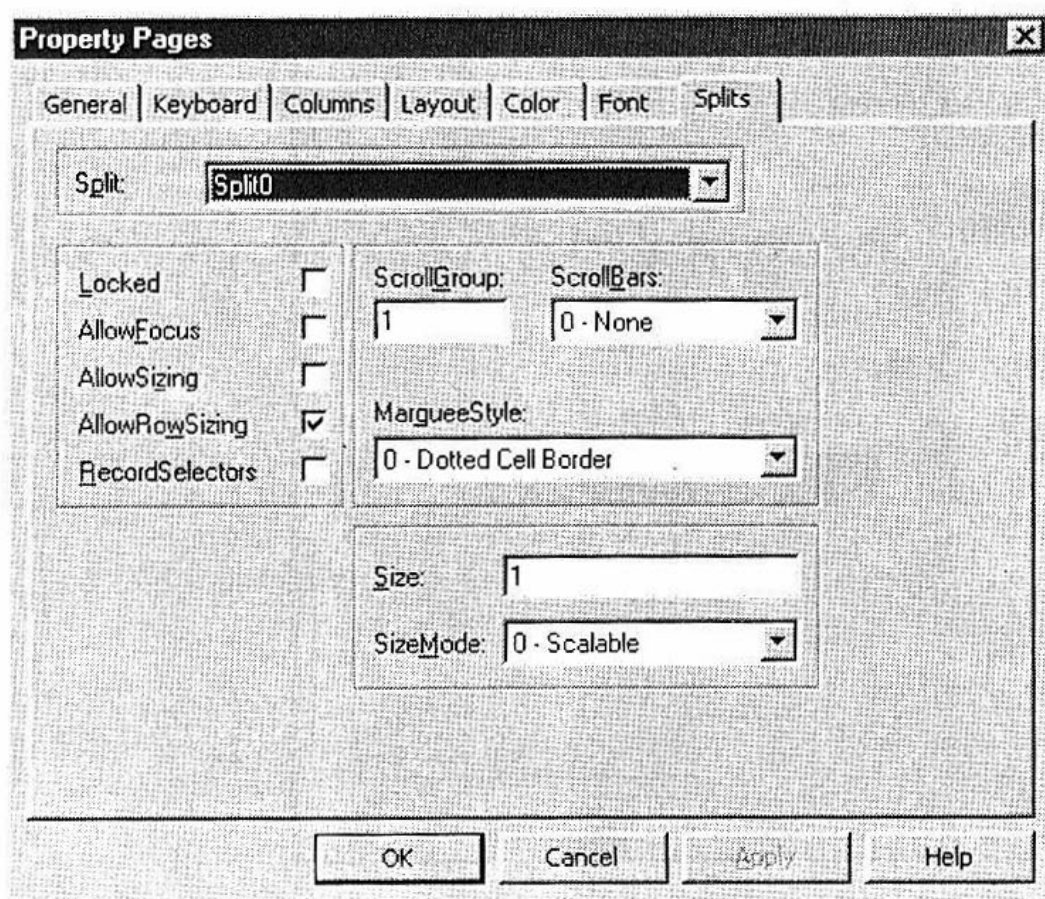 Property Pages
General Keyboard Columns Layout Color Font Splits
Split: Split0
Locked
AllowFocus
AllowSizing
AllowRowSizing
RecordSelectors
ScrollGroup: ScrollBars:
1 0 - None
MarqueeStyle:
0 - Dotted Cell Border
Size: 1
SizeMode: 0 - Scalable
OK Cancel Apply Help